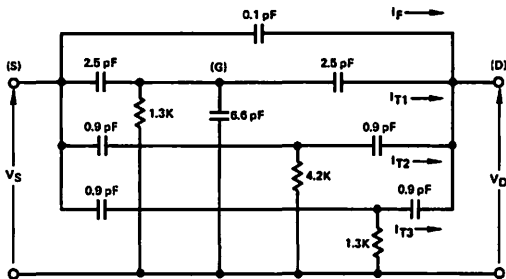 0.1 pF
I_F
(S)
2.5 pF
(G)
2.5 pF
(D)
1.3K
6.6 pF
I_T1
0.9 pF
0.9 pF
I_T2
V_S
4.2K
V_D
0.9 pF
0.9 pF
1.3K
I_T3